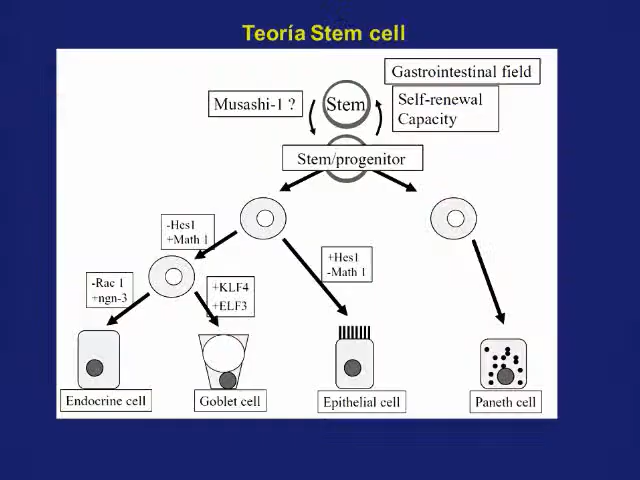 Teoría Stem cell
Gastrointestinal field
Musashi-1 ?
Stem
Self-renewal
Capacity
Stem/progenitor
-Hes1
+Math 1
+Hes1
-Math 1
-Rac 1
+ngn-3
+KLF4
+ELF3
Endocrine cell
Goblet cell
Epithelial cell
Paneth cell